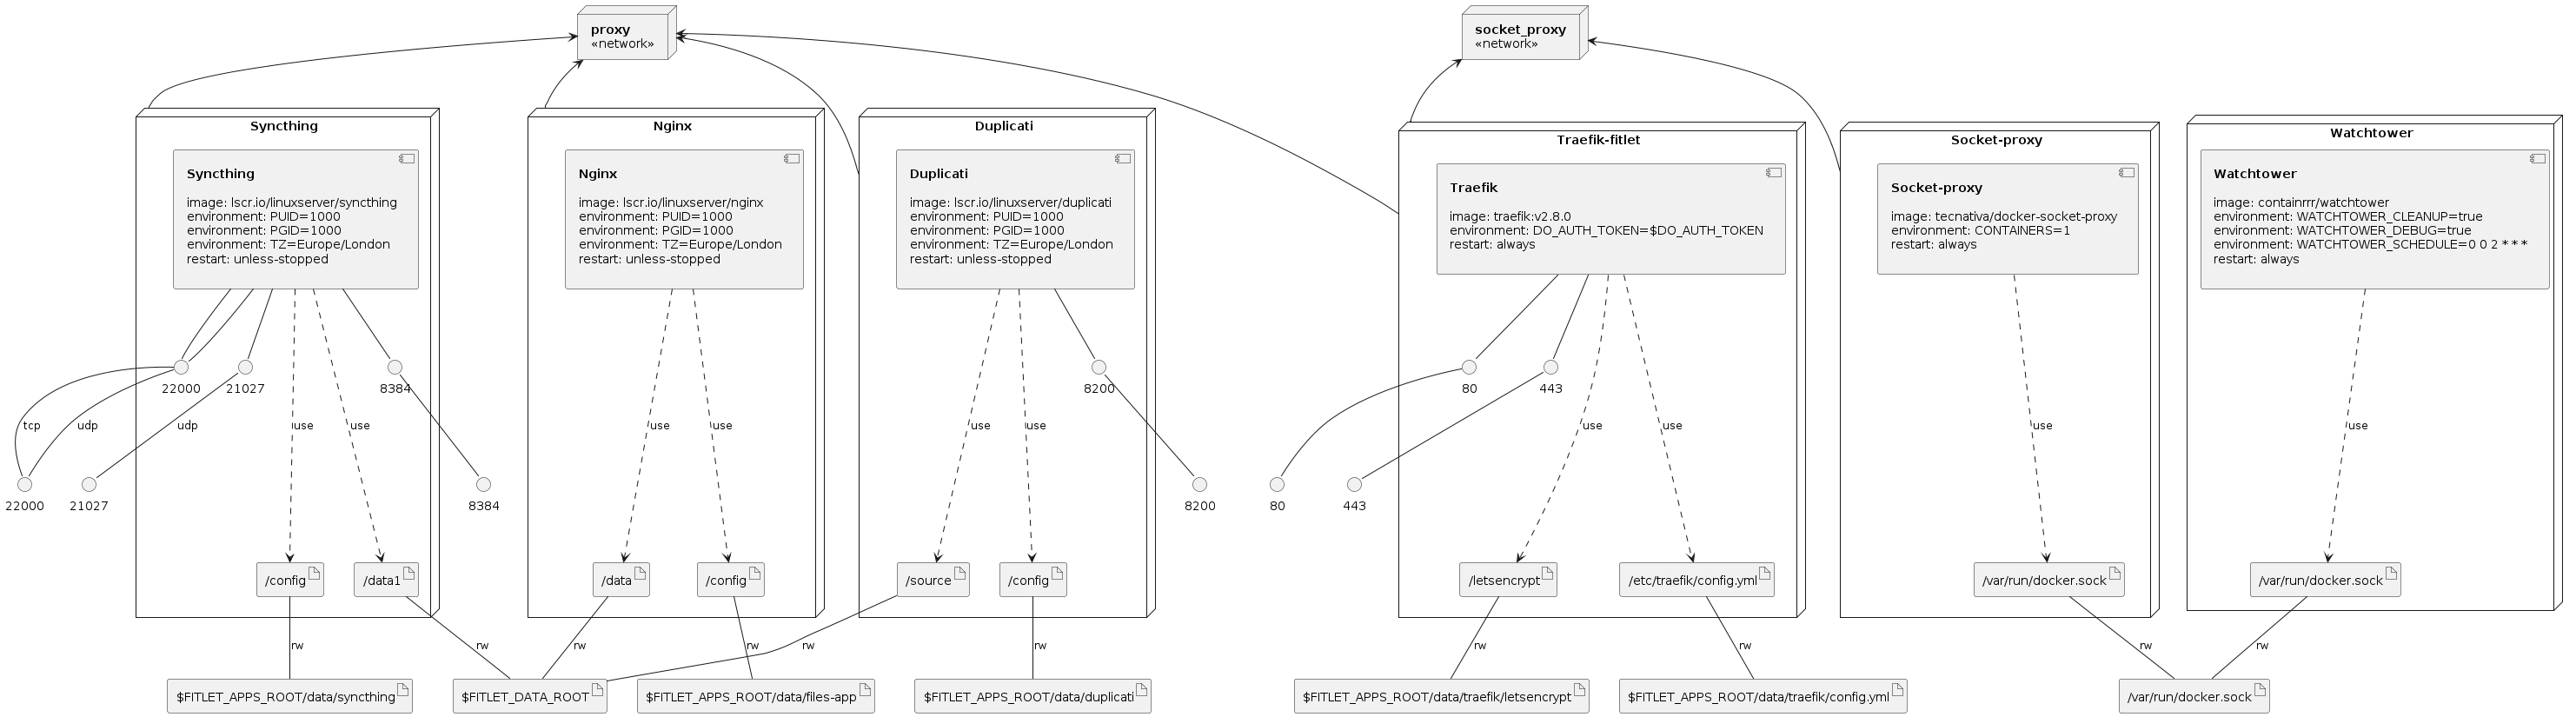 proxy
«network»
socket_proxy
«network»
Syncthing
Syncthing
image: lscr.io/linuxserver/syncthing
environment: PUID=1000
environment: PGID=1000
environment: TZ=Europe/London
restart: unless-stopped
22000
21027
8384
tcp
udp
udp
use
use
22000
21027
8384
/config
/data1
rw
rw
Nginx
Nginx
image: lscr.io/linuxserver/nginx
environment: PUID=1000
environment: PGID=1000
environment: TZ=Europe/London
restart: unless-stopped
use
use
/data
/config
rw
rw
Duplicati
Duplicati
image: lscr.io/linuxserver/duplicati
environment: PUID=1000
environment: PGID=1000
environment: TZ=Europe/London
restart: unless-stopped
8200
use
use
8200
/source
/config
rw
rw
Traefik-fitlet
Traefik
image: traefik:v2.8.0
environment: DO_AUTH_TOKEN=$DO_AUTH_TOKEN
restart: always
80
443
use
use
80
443
/letsencrypt
/etc/traefik/config.yml
rw
rw
Socket-proxy
Socket-proxy
image: tecnativa/docker-socket-proxy
environment: CONTAINERS=1
restart: always
use
/var/run/docker.sock
rw
Watchtower
Watchtower
image: containrrr/watchtower
environment: WATCHTOWER_CLEANUP=true
environment: WATCHTOWER_DEBUG=true
environment: WATCHTOWER_SCHEDULE=0 0 2 * * *
restart: always
use
/var/run/docker.sock
rw
$FITLET_APPS_ROOT/data/syncthing
$FITLET_DATA_ROOT
$FITLET_APPS_ROOT/data/files-app
$FITLET_APPS_ROOT/data/duplicati
$FITLET_APPS_ROOT/data/traefik/letsencrypt
$FITLET_APPS_ROOT/data/traefik/config.yml
/var/run/docker.sock